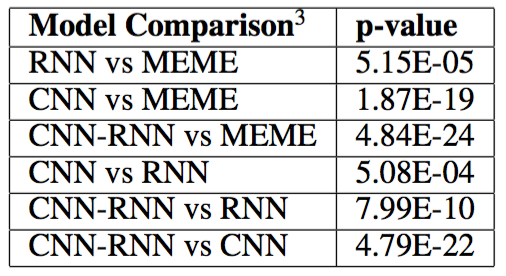 Model Comparison³ p-value
RNN vs MEME 5.15E-05
CNN vs MEME 1.87E-19
CNN-RNN vs MEME 4.84E-24
CNN vs RNN 5.08E-04
CNN-RNN vs RNN 7.99E-10
CNN-RNN vs CNN 4.79E-22